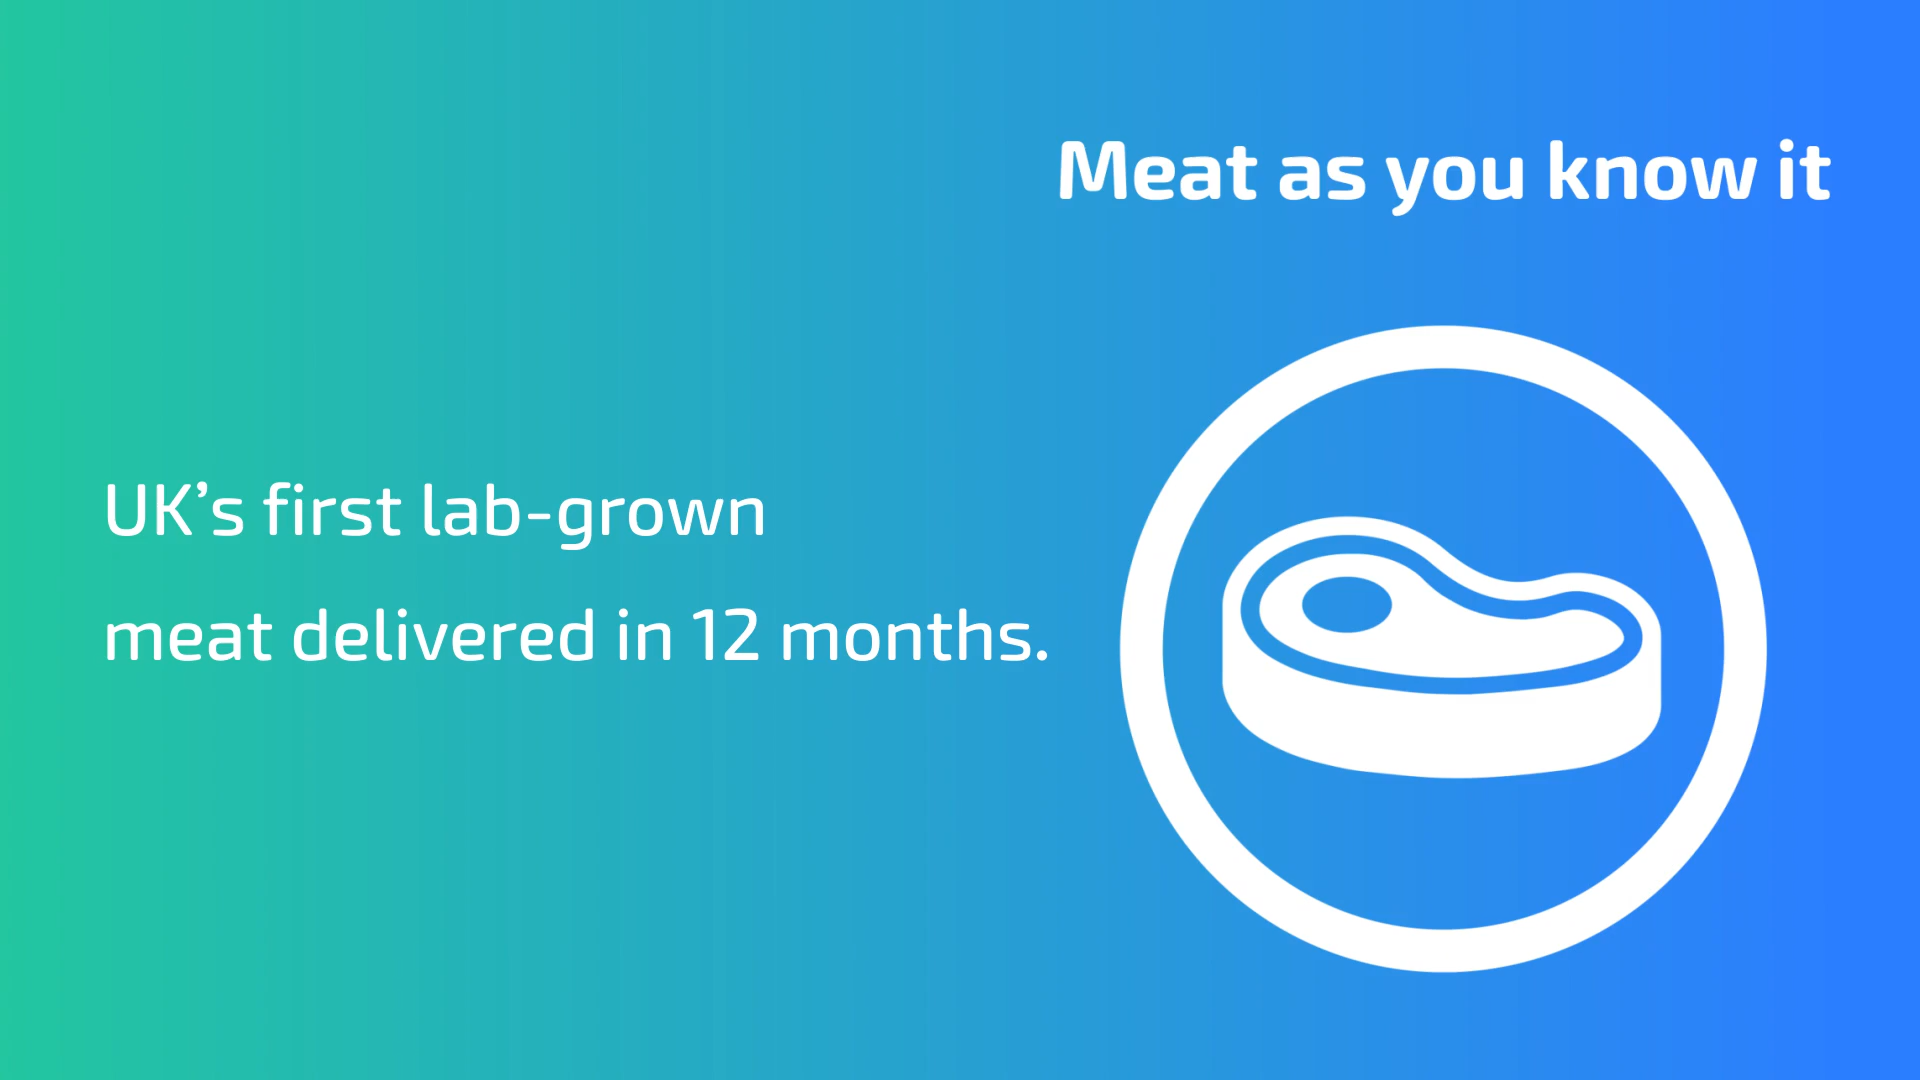 Meat as you know it
UK’s first lab-grown
meat delivered in 12 months.